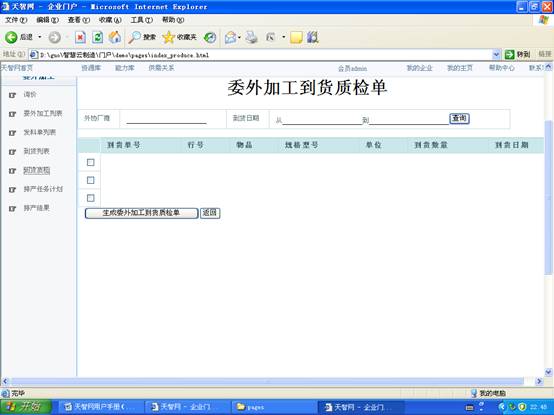 天智网 - 企业门户 - Microsoft Internet Explorer
文件(F) 编辑(E) 查看(V) 收藏(A) 工具(T) 帮助(H)
后退 搜索 收藏夹
地址(D) D:\guo\智慧云制造\门户\demo\pages\index_produce.html 转到 链接
天智网首页 资源库 能力库 供需关系 会员admin 我的企业 我的主页 帮助中心 联系我们
委外加工
询价
委外加工列表
发料单列表
到货列表
到货质检
排产任务计划
排产结果
委外加工到货质检单
外协厂商 到货日期 从 到 查询
到货单号 行号 物品 规格型号 单位 到货数量 到货日期
生成委外加工到货质检单 返回
完毕 我的电脑
开始 天智网用户手册(... 天智网 - 企业门... pages 天智网 - 企业门... 22:48